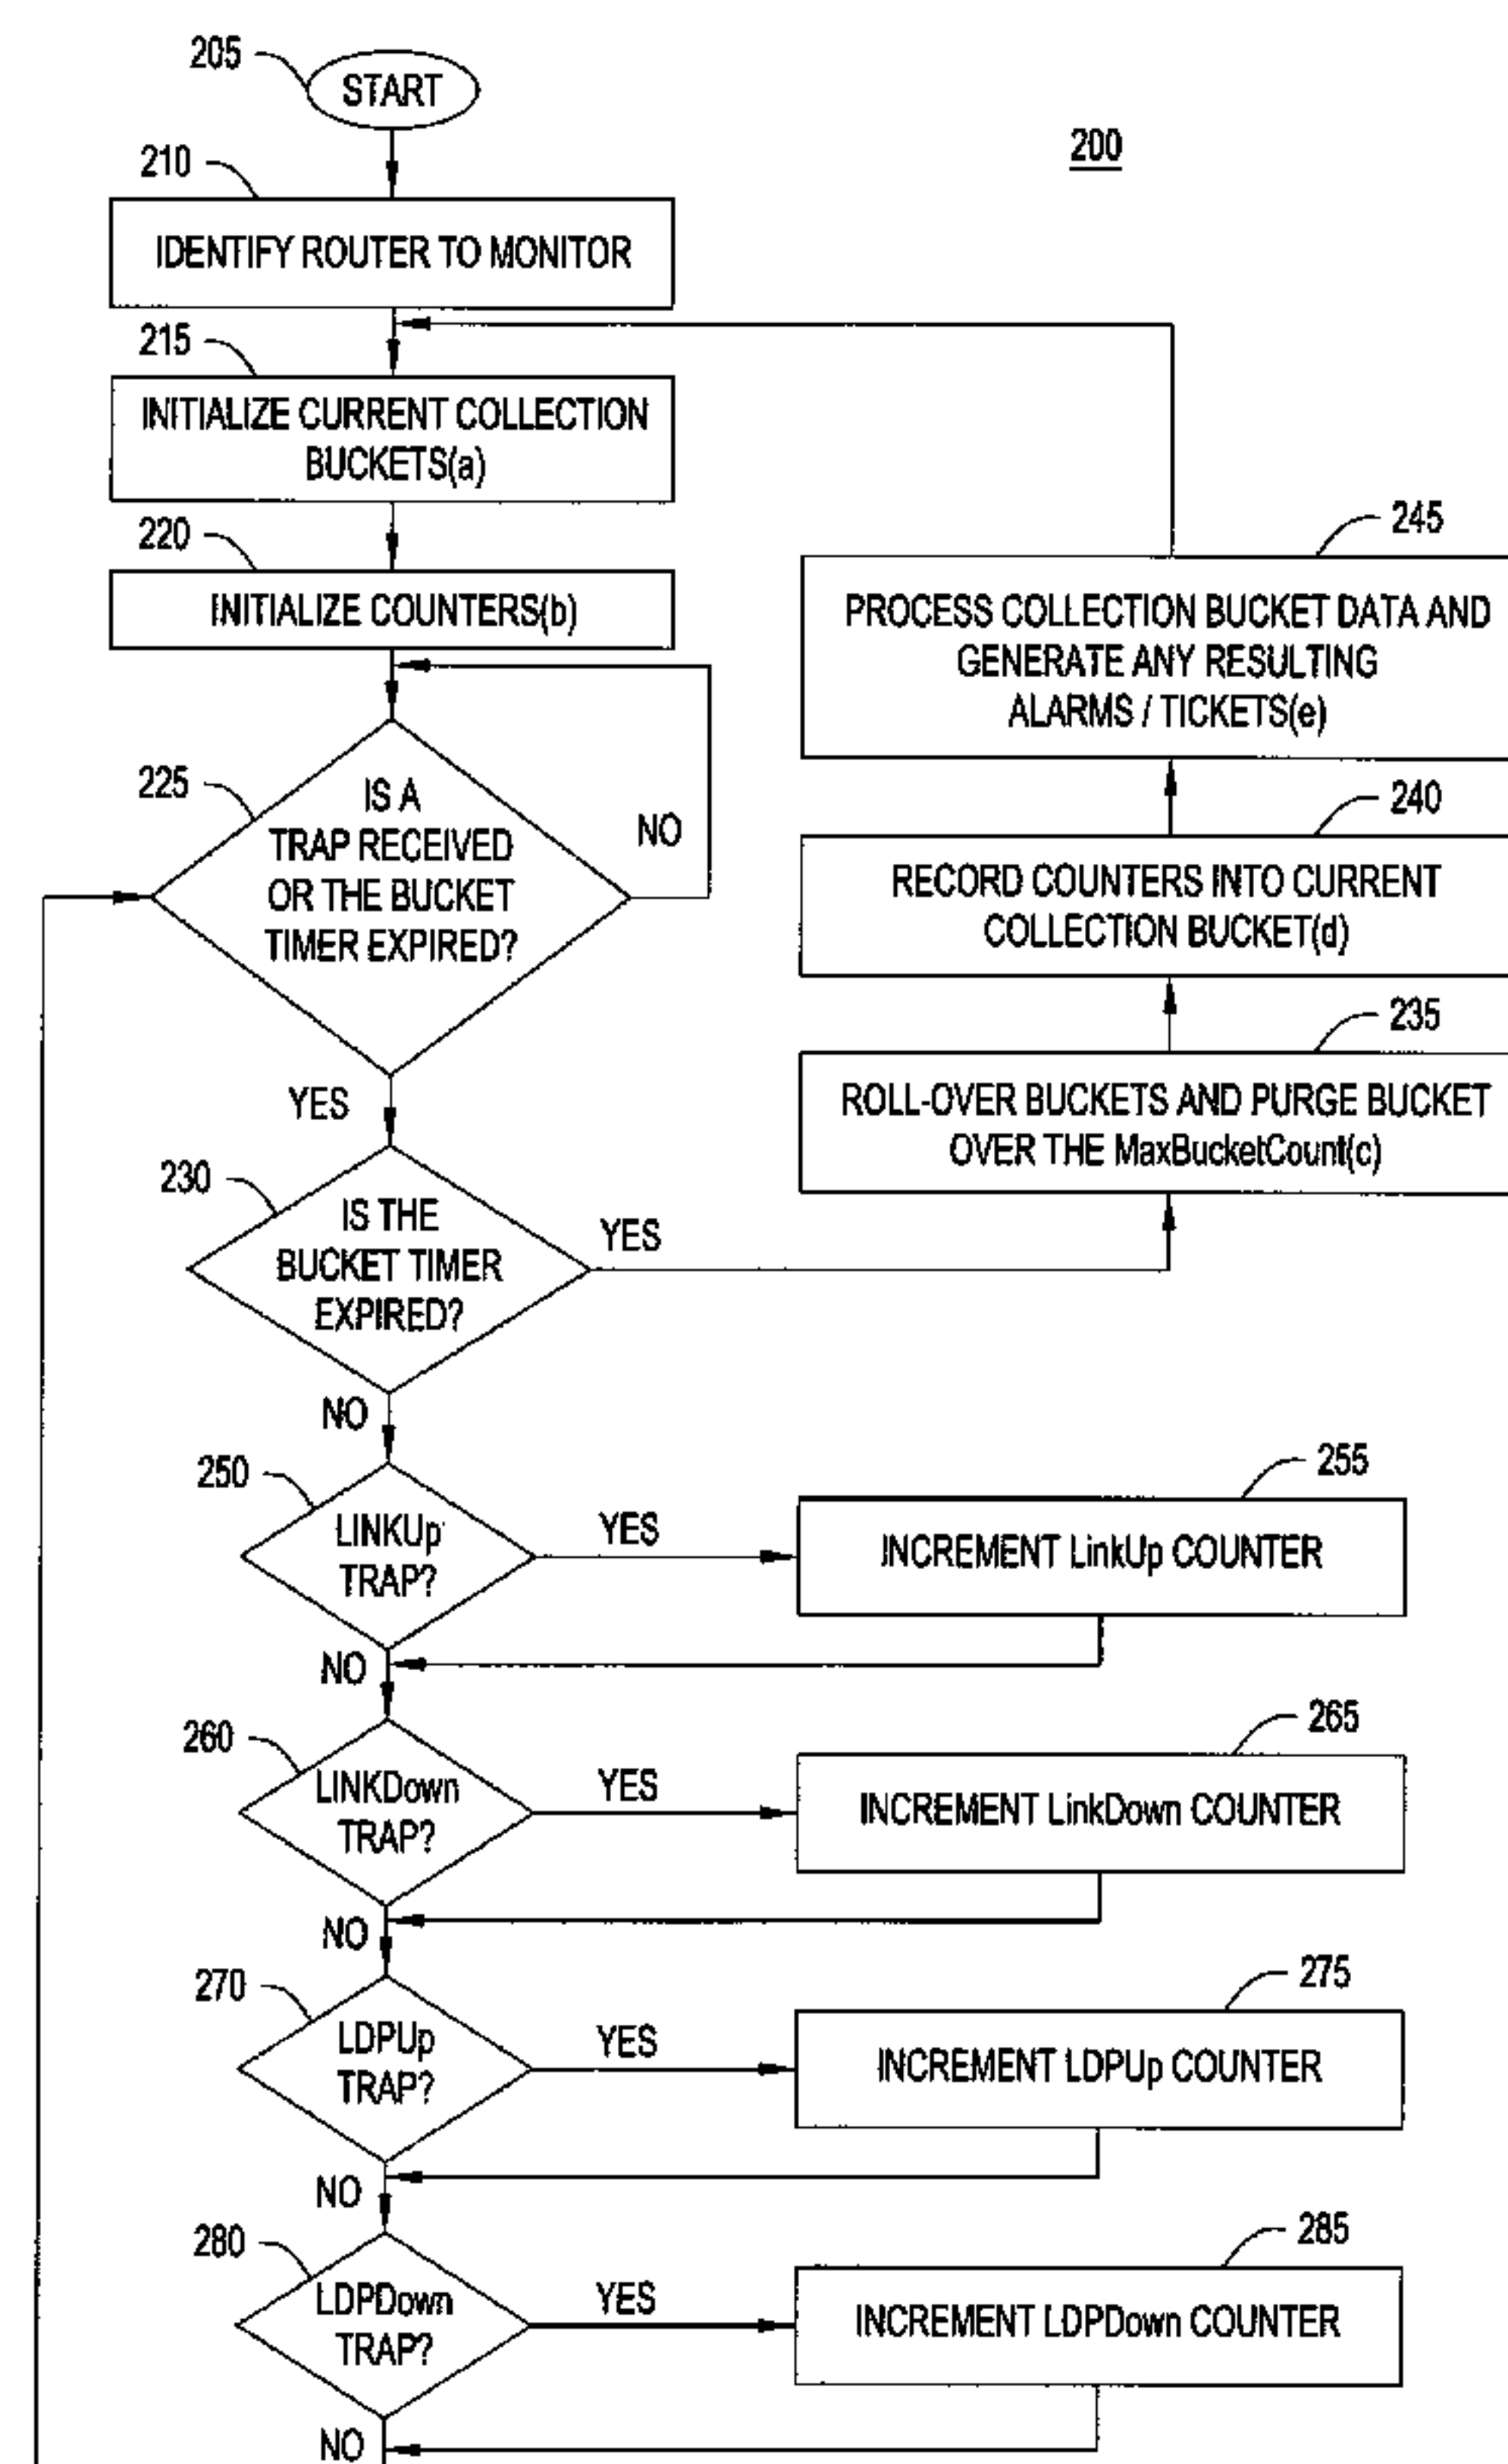 205
START
200
210
IDENTIFY ROUTER TO MONITOR
215
INITIALIZE CURRENT COLLECTION
BUCKETS(a)
220
INITIALIZE COUNTERS(b)
245
PROCESS COLLECTION BUCKET DATA AND
GENERATE ANY RESULTING
ALARMS / TICKETS(e)
225
IS A
TRAP RECEIVED
OR THE BUCKET
TIMER EXPIRED?
NO
240
RECORD COUNTERS INTO CURRENT
COLLECTION BUCKET(d)
235
ROLL-OVER BUCKETS AND PURGE BUCKET
OVER THE MaxBucketCount(c)
YES
230
IS THE
BUCKET TIMER
EXPIRED?
YES
NO
250
LINKUp
TRAP?
YES
255
INCREMENT LinkUp COUNTER
NO
260
LINKDown
TRAP?
YES
265
INCREMENT LinkDown COUNTER
NO
270
LDPUp
TRAP?
YES
275
INCREMENT LDPUp COUNTER
NO
280
LDPDown
TRAP?
YES
285
INCREMENT LDPDown COUNTER
NO